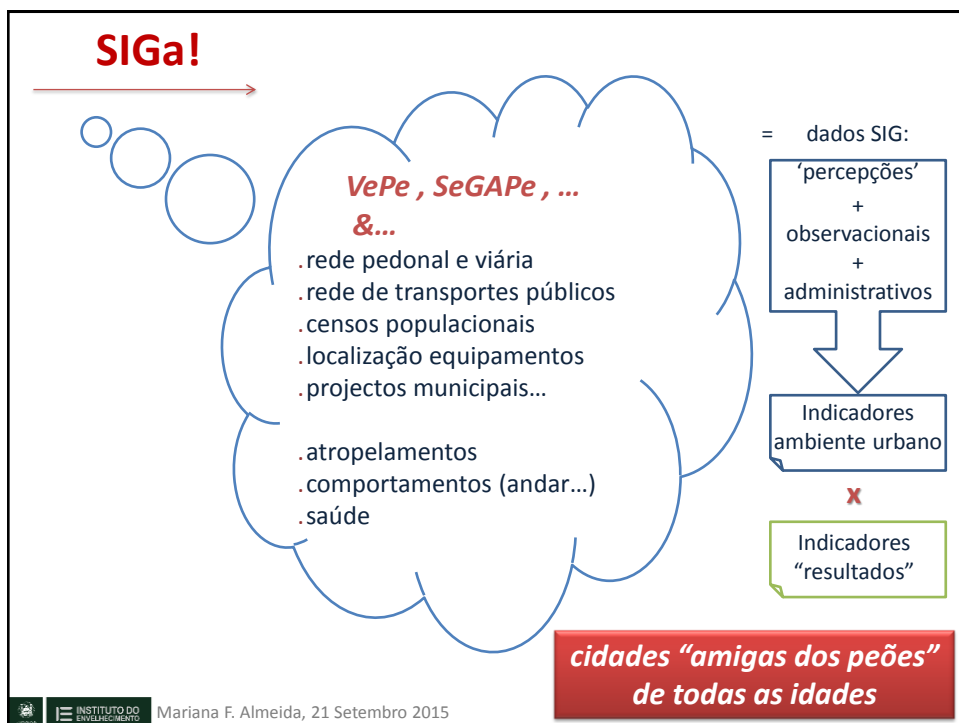 SIGa!
VePe , SeGAPe , ...
&...
.rede pedonal e viária
.rede de transportes públicos
.censos populacionais
.localização equipamentos
.projectos municipais...
.atropelamentos
.comportamentos (andar...)
.saúde
= dados SIG:
'percepções'
+
observacionais
+
administrativos
Indicadores
ambiente urbano
x
Indicadores
“resultados”
cidades “amigas dos peões”
de todas as idades
INSTITUTO DO
ENVELHECIMENTO
Mariana F. Almeida, 21 Setembro 2015